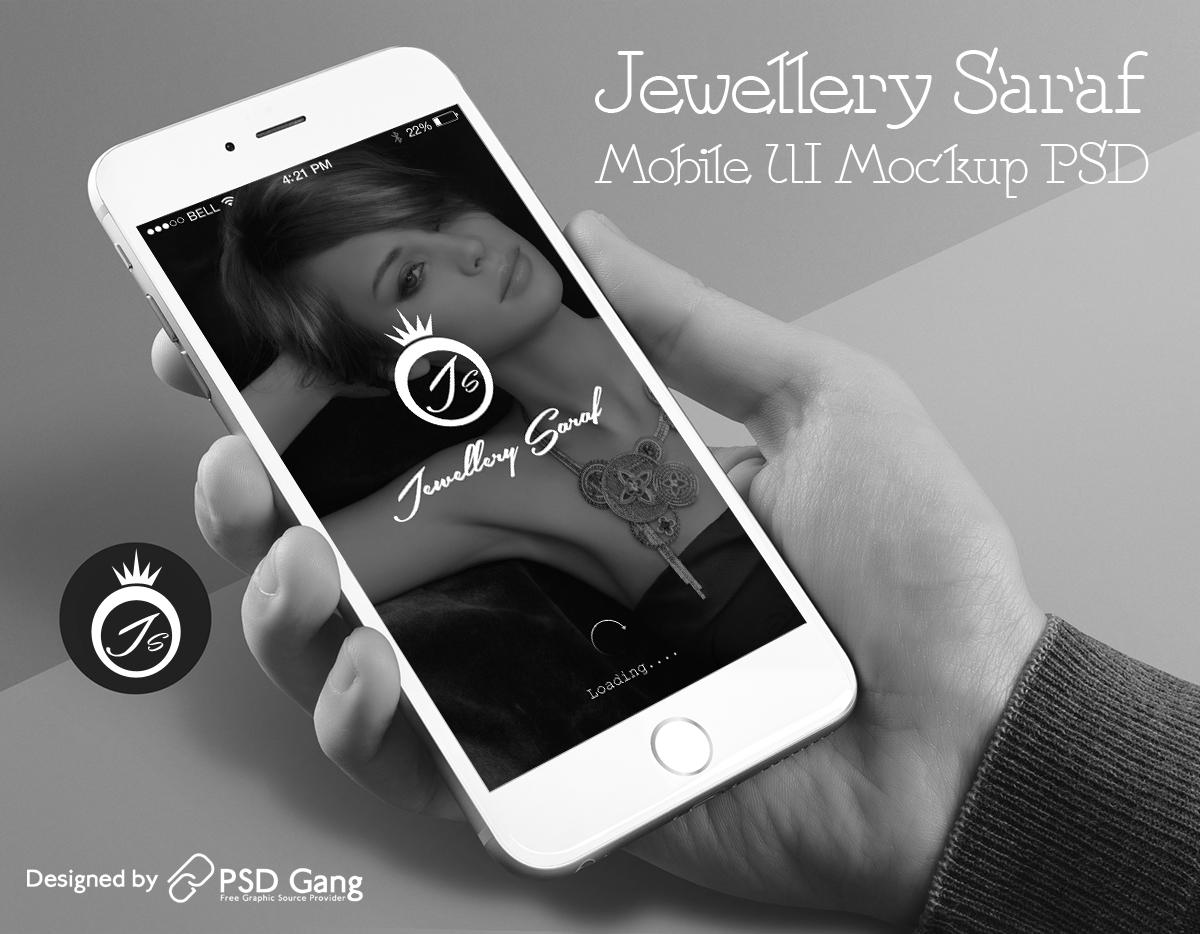 Jewellery Saraf
Mobile UI Mockup PSD
●●●○○ BELL
4:21 PM
22%
Js
Jewellery Saraf
Loading....
Js
Designed by PSD Gang
Free Graphic Source Provider